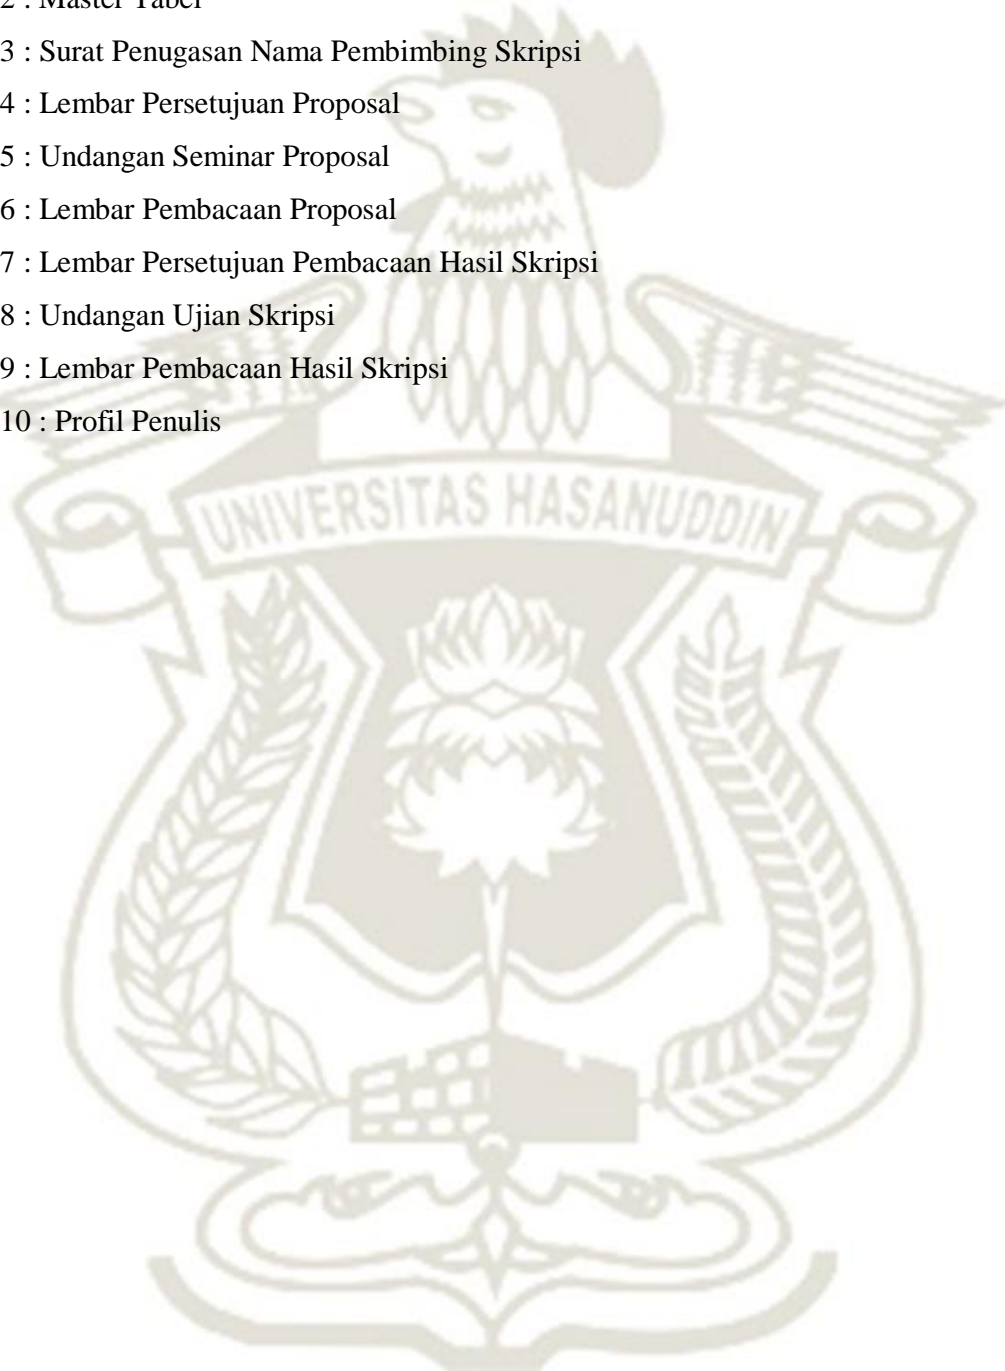 2 : Master Tabel
3 : Surat Penugasan Nama Pembimbing Skripsi
4 : Lembar Persetujuan Proposal
5 : Undangan Seminar Proposal
6 : Lembar Pembacaan Proposal
7 : Lembar Persetujuan Pembacaan Hasil Skripsi
8 : Undangan Ujian Skripsi
9 : Lembar Pembacaan Hasil Skripsi
10 : Profil Penulis
UNIVERSITAS HASANUDDIN